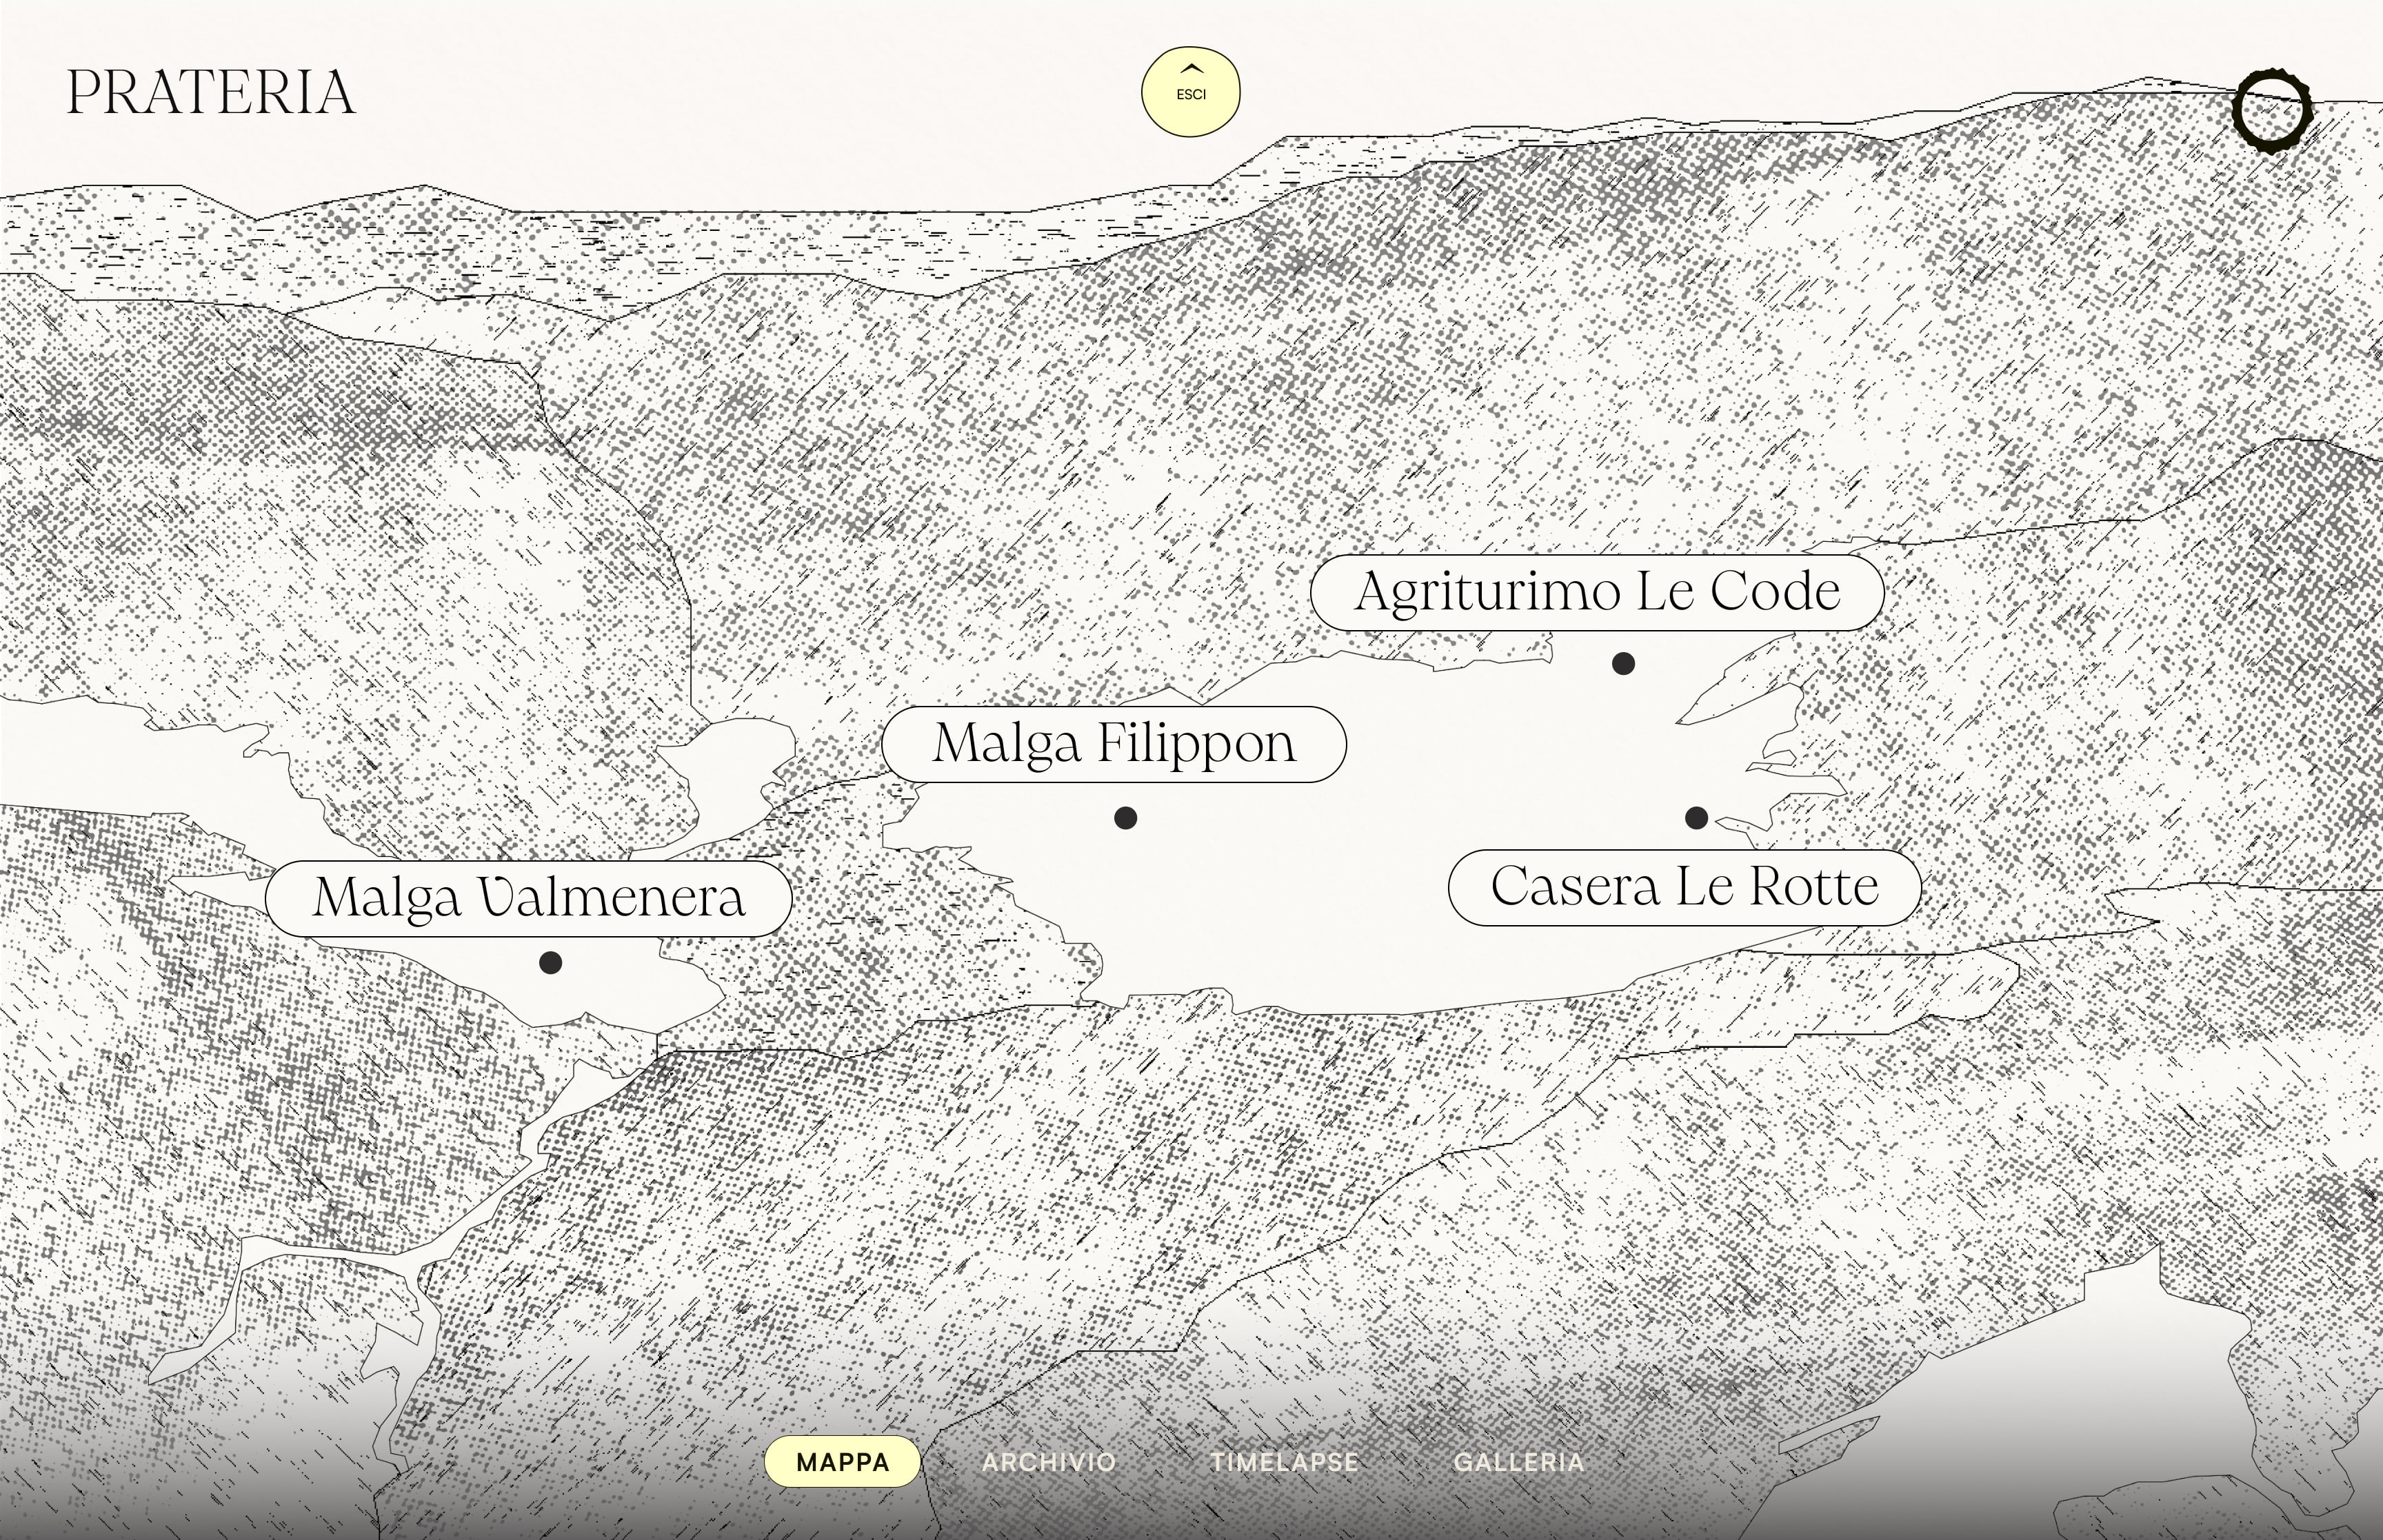 PRATERIA
ESCI
Agriturimo Le Code
Malga Filippon
Casera Le Rotte
Malga Valmenera
MAPPA
ARCHIVIO
TIMELAPSE
GALLERIA